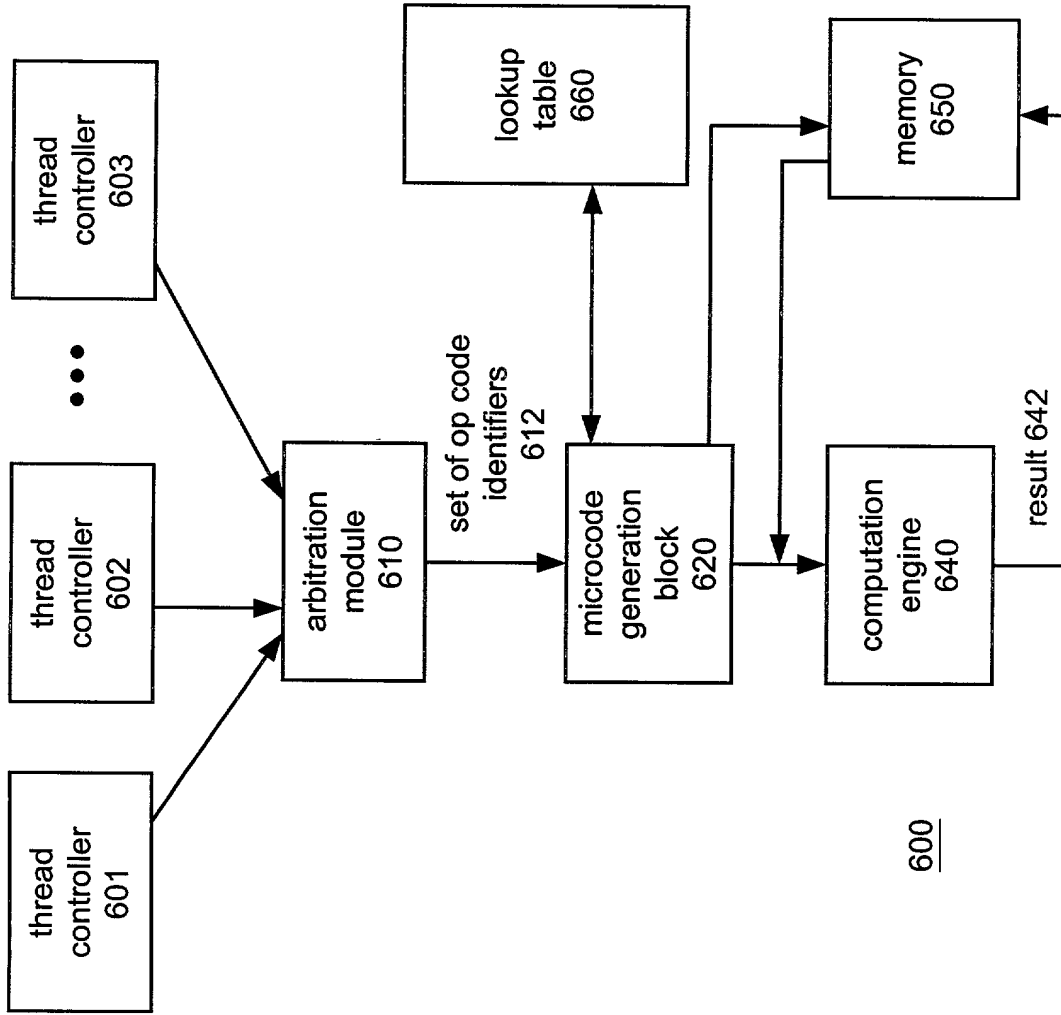 thread
controller
601
thread
controller
602
thread
controller
603
arbitration
module
610
set of op code
identifiers
612
microcode
generation
block
620
lookup
table
660
computation
engine
640
memory
650
result 642
600